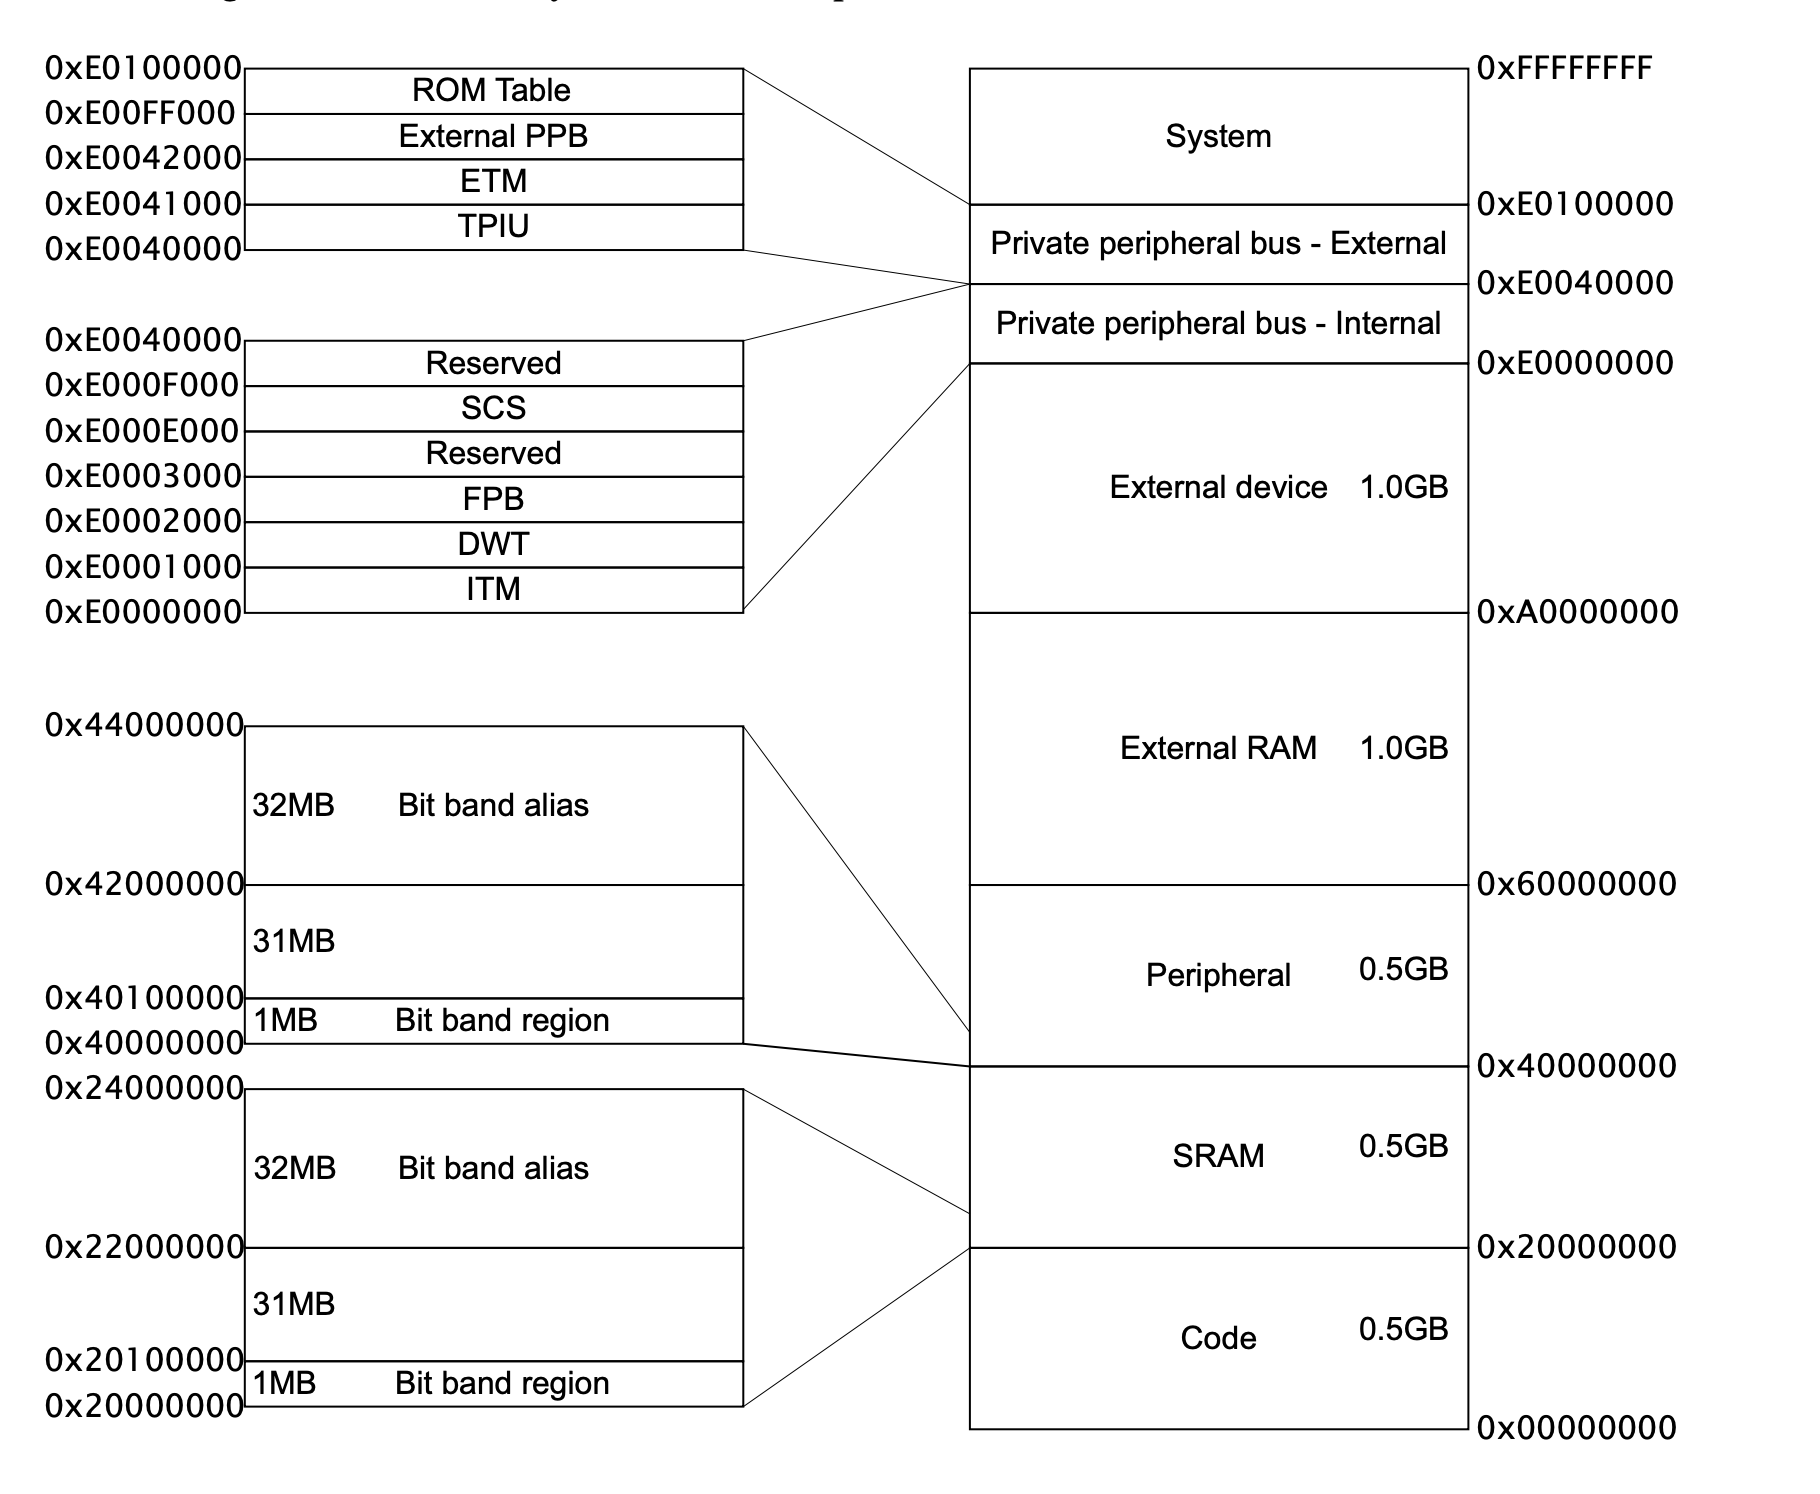 0xE0100000
ROM Table
0xE00FF000
External PPB
0xE0042000
ETM
0xE0041000
TPIU
0xE0040000
0xE0040000
Reserved
0xE000F000
SCS
0xE000E000
Reserved
0xE0003000
FPB
0xE0002000
DWT
0xE0001000
ITM
0xE0000000
0x44000000
32MB Bit band alias
0x42000000
31MB
0x40100000
1MB Bit band region
0x40000000
0x24000000
32MB Bit band alias
0x22000000
31MB
0x20100000
1MB Bit band region
0x20000000
0xFFFFFFFF
System
0xE0100000
Private peripheral bus - External
0xE0040000
Private peripheral bus - Internal
0xE0000000
External device 1.0GB
0xA0000000
External RAM 1.0GB
0x60000000
Peripheral 0.5GB
0x40000000
SRAM 0.5GB
0x20000000
Code 0.5GB
0x00000000